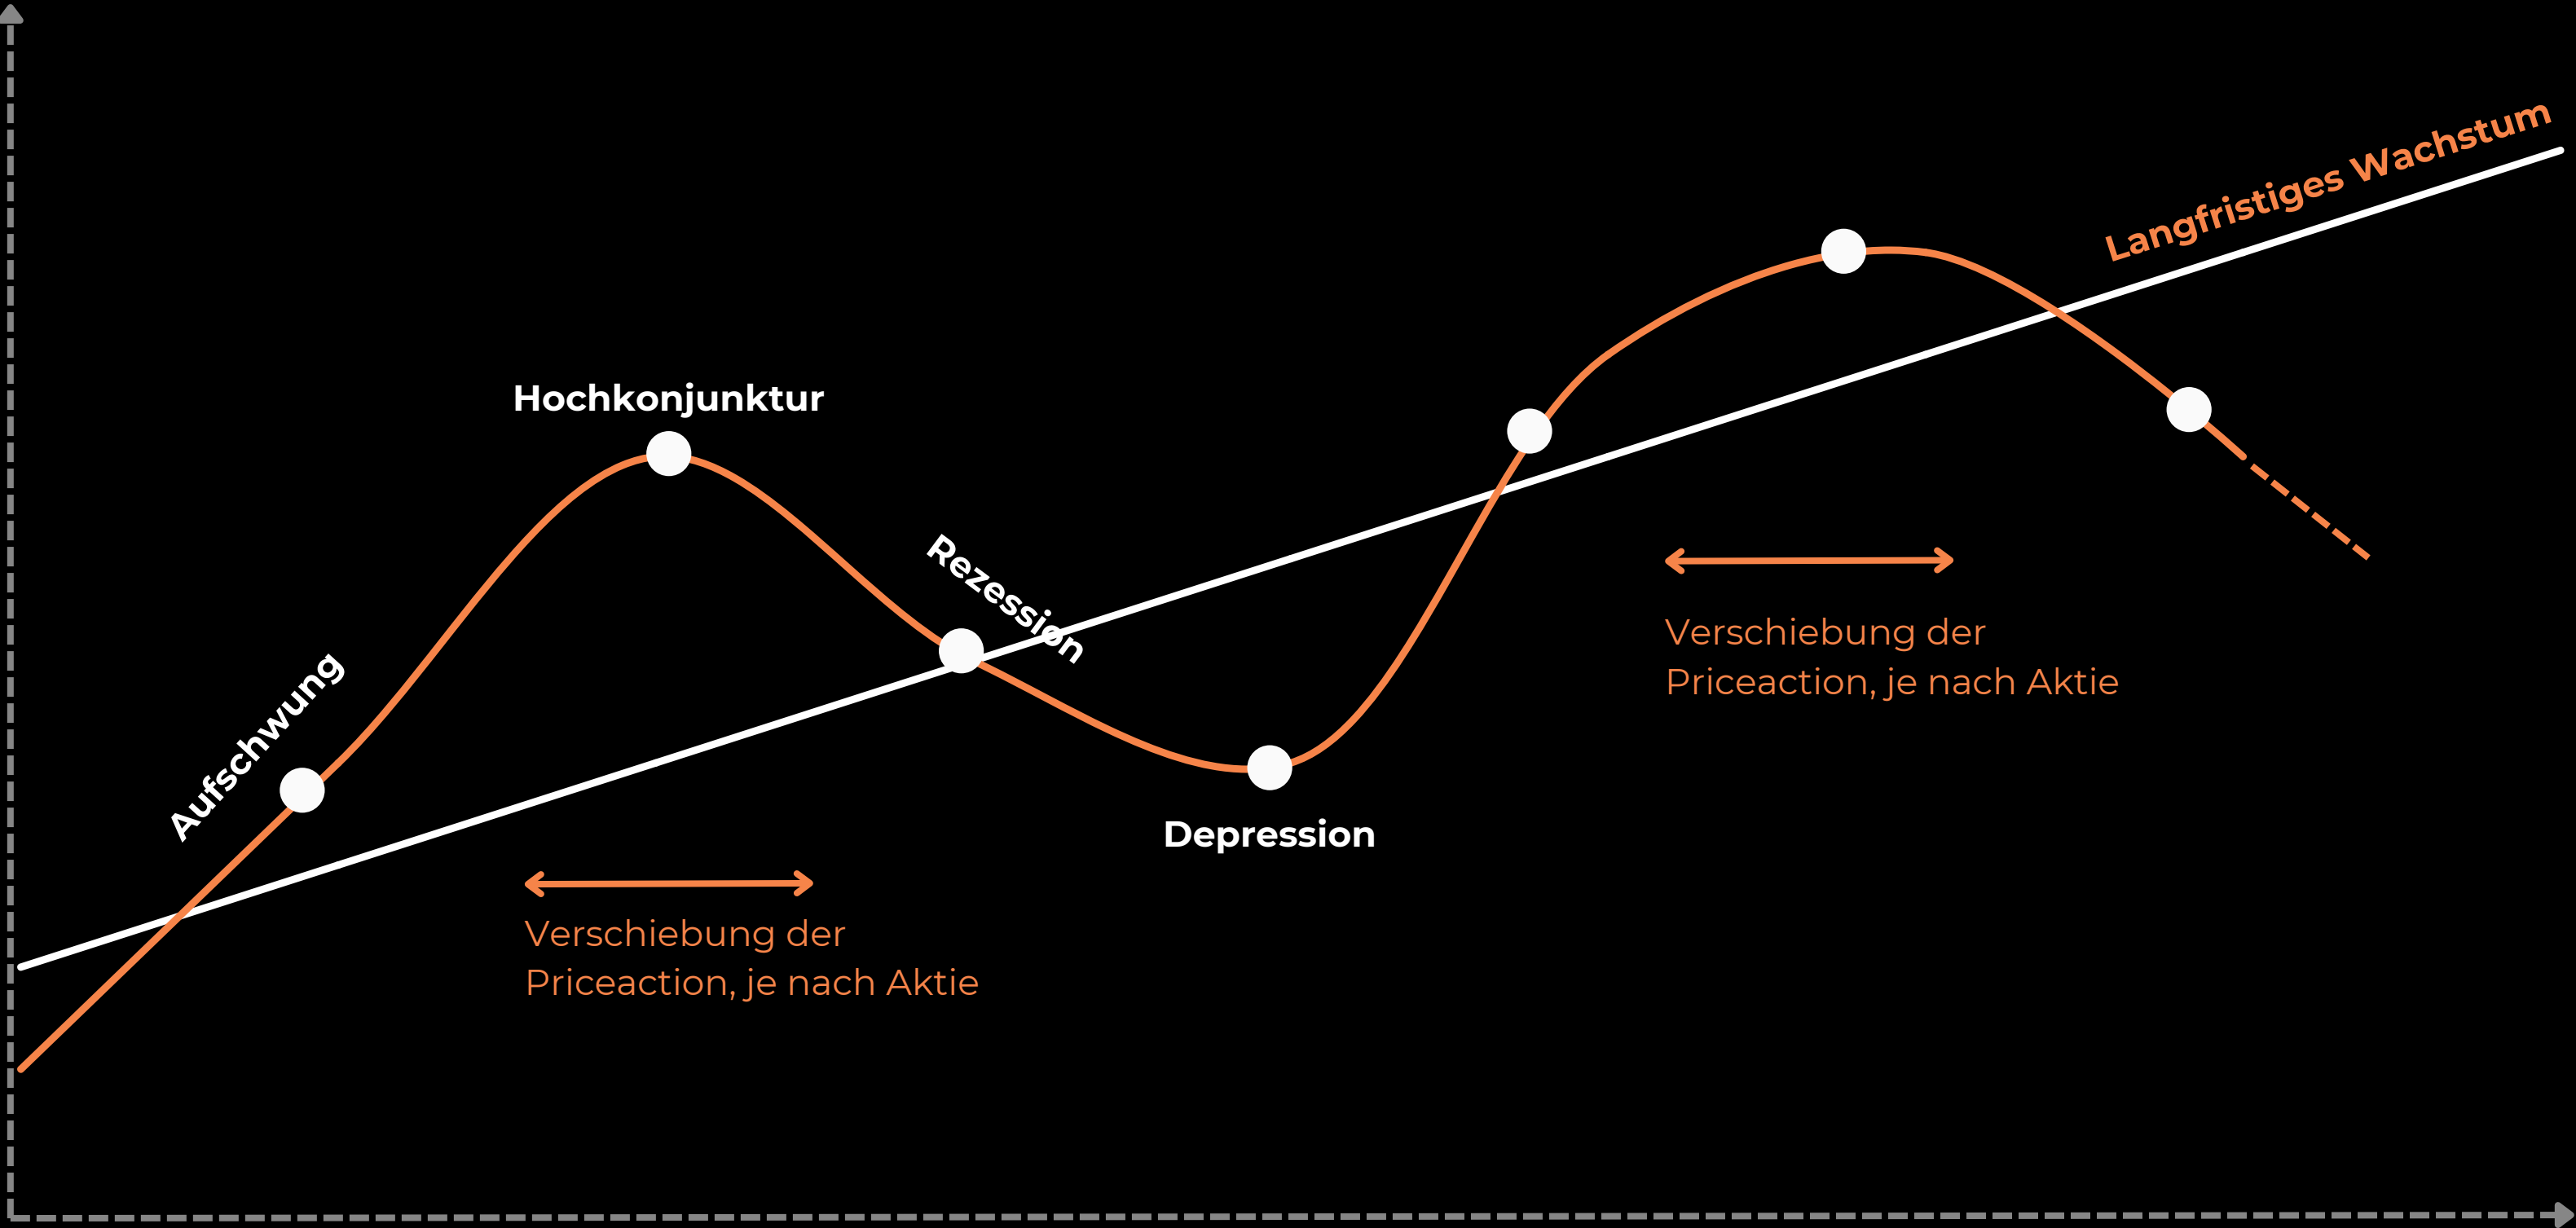 Langfristiges Wachstum
Hochkonjunktur
Rezession
Aufschwung
Verschiebung der
Priceaction, je nach Aktie
Depression
Verschiebung der
Priceaction, je nach Aktie